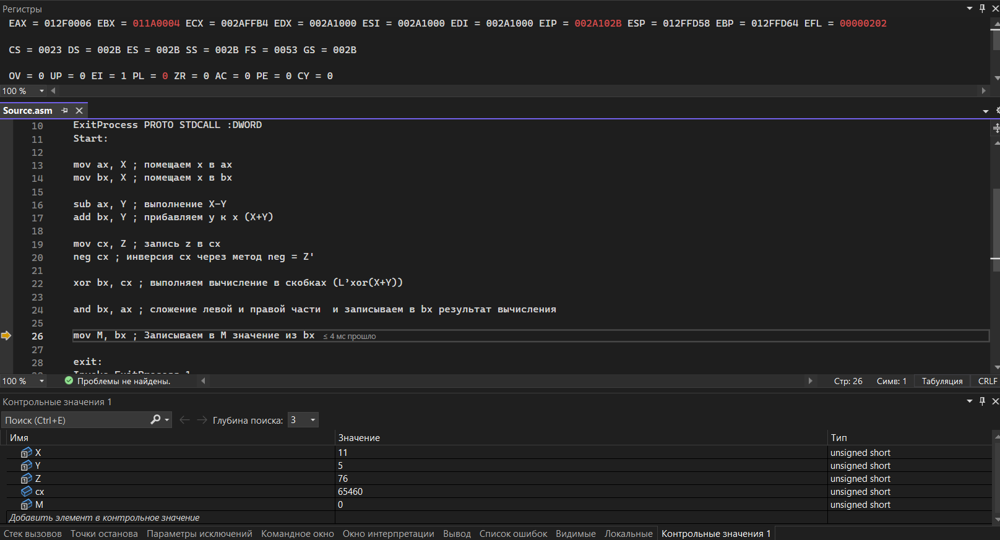 Регистры
EAX = 012F0006 EBX = 011A0004 ECX = 002AFFB4 EDX = 002A1000 ESI = 002A1000 EDI = 002A1000 EIP = 002A102B ESP = 012FFD58 EBP = 012FFD64 EFL = 00000202
CS = 0023 DS = 002B ES = 002B SS = 002B FS = 0053 GS = 002B
OV = 0 UP = 0 EI = 1 PL = 0 ZR = 0 AC = 0 PE = 0 CY = 0
100 %
Source.asm
10 ExitProcess PROTO STDCALL :DWORD
11 Start:
12
13 mov ax, X ; помещаем x в ax
14 mov bx, X ; помещаем x в bx
15
16 sub ax, Y ; выполнение X-Y
17 add bx, Y ; прибавляем y к x (X+Y)
18
19 mov cx, Z ; запись z в cx
20 neg cx ; инверсия cx через метод neg = Z'
21
22 xor bx, cx ; выполняем вычисление в скобках (L’xor(X+Y))
23
24 and bx, ax ; сложение левой и правой части  и записываем в bx результат вычисления
25
26 mov M, bx ; Записываем в M значение из bx ≤ 4 мс прошло
27
28 exit:
100 % Проблемы не найдены. Стр: 26 Симв: 1 Табуляция CRLF
Контрольные значения 1
Поиск (Ctrl+E) Глубина поиска: 3
Имя Значение Тип
X 11 unsigned short
Y 5 unsigned short
Z 76 unsigned short
cx 65460 unsigned short
M 0 unsigned short
Добавить элемент в контрольное значение
Стек вызовов Точки останова Параметры исключений Командное окно Окно интерпретации Вывод Список ошибок Видимые Локальные Контрольные значения 1